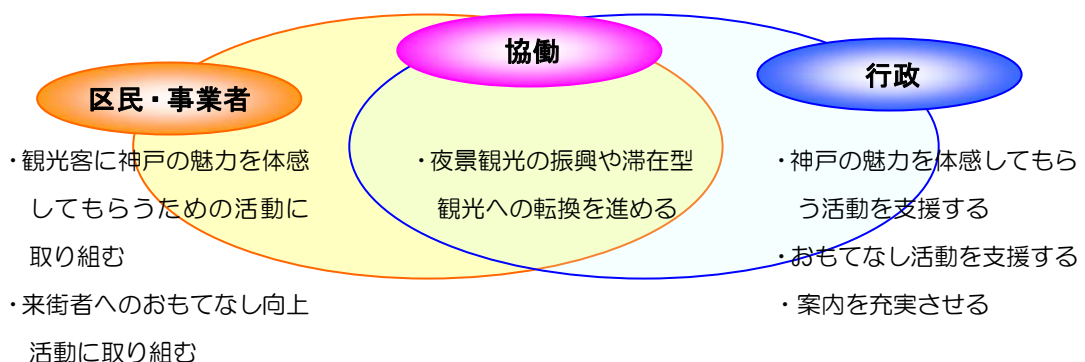 協働
区民・事業者
行政
・観光客に神戸の魅力を体感
してもらうための活動に
取り組む
・来街者へのおもてなし向上
活動に取り組む
・夜景観光の振興や滞在型
観光への転換を進める
・神戸の魅力を体感してもら
う活動を支援する
・おもてなし活動を支援する
・案内を充実させる